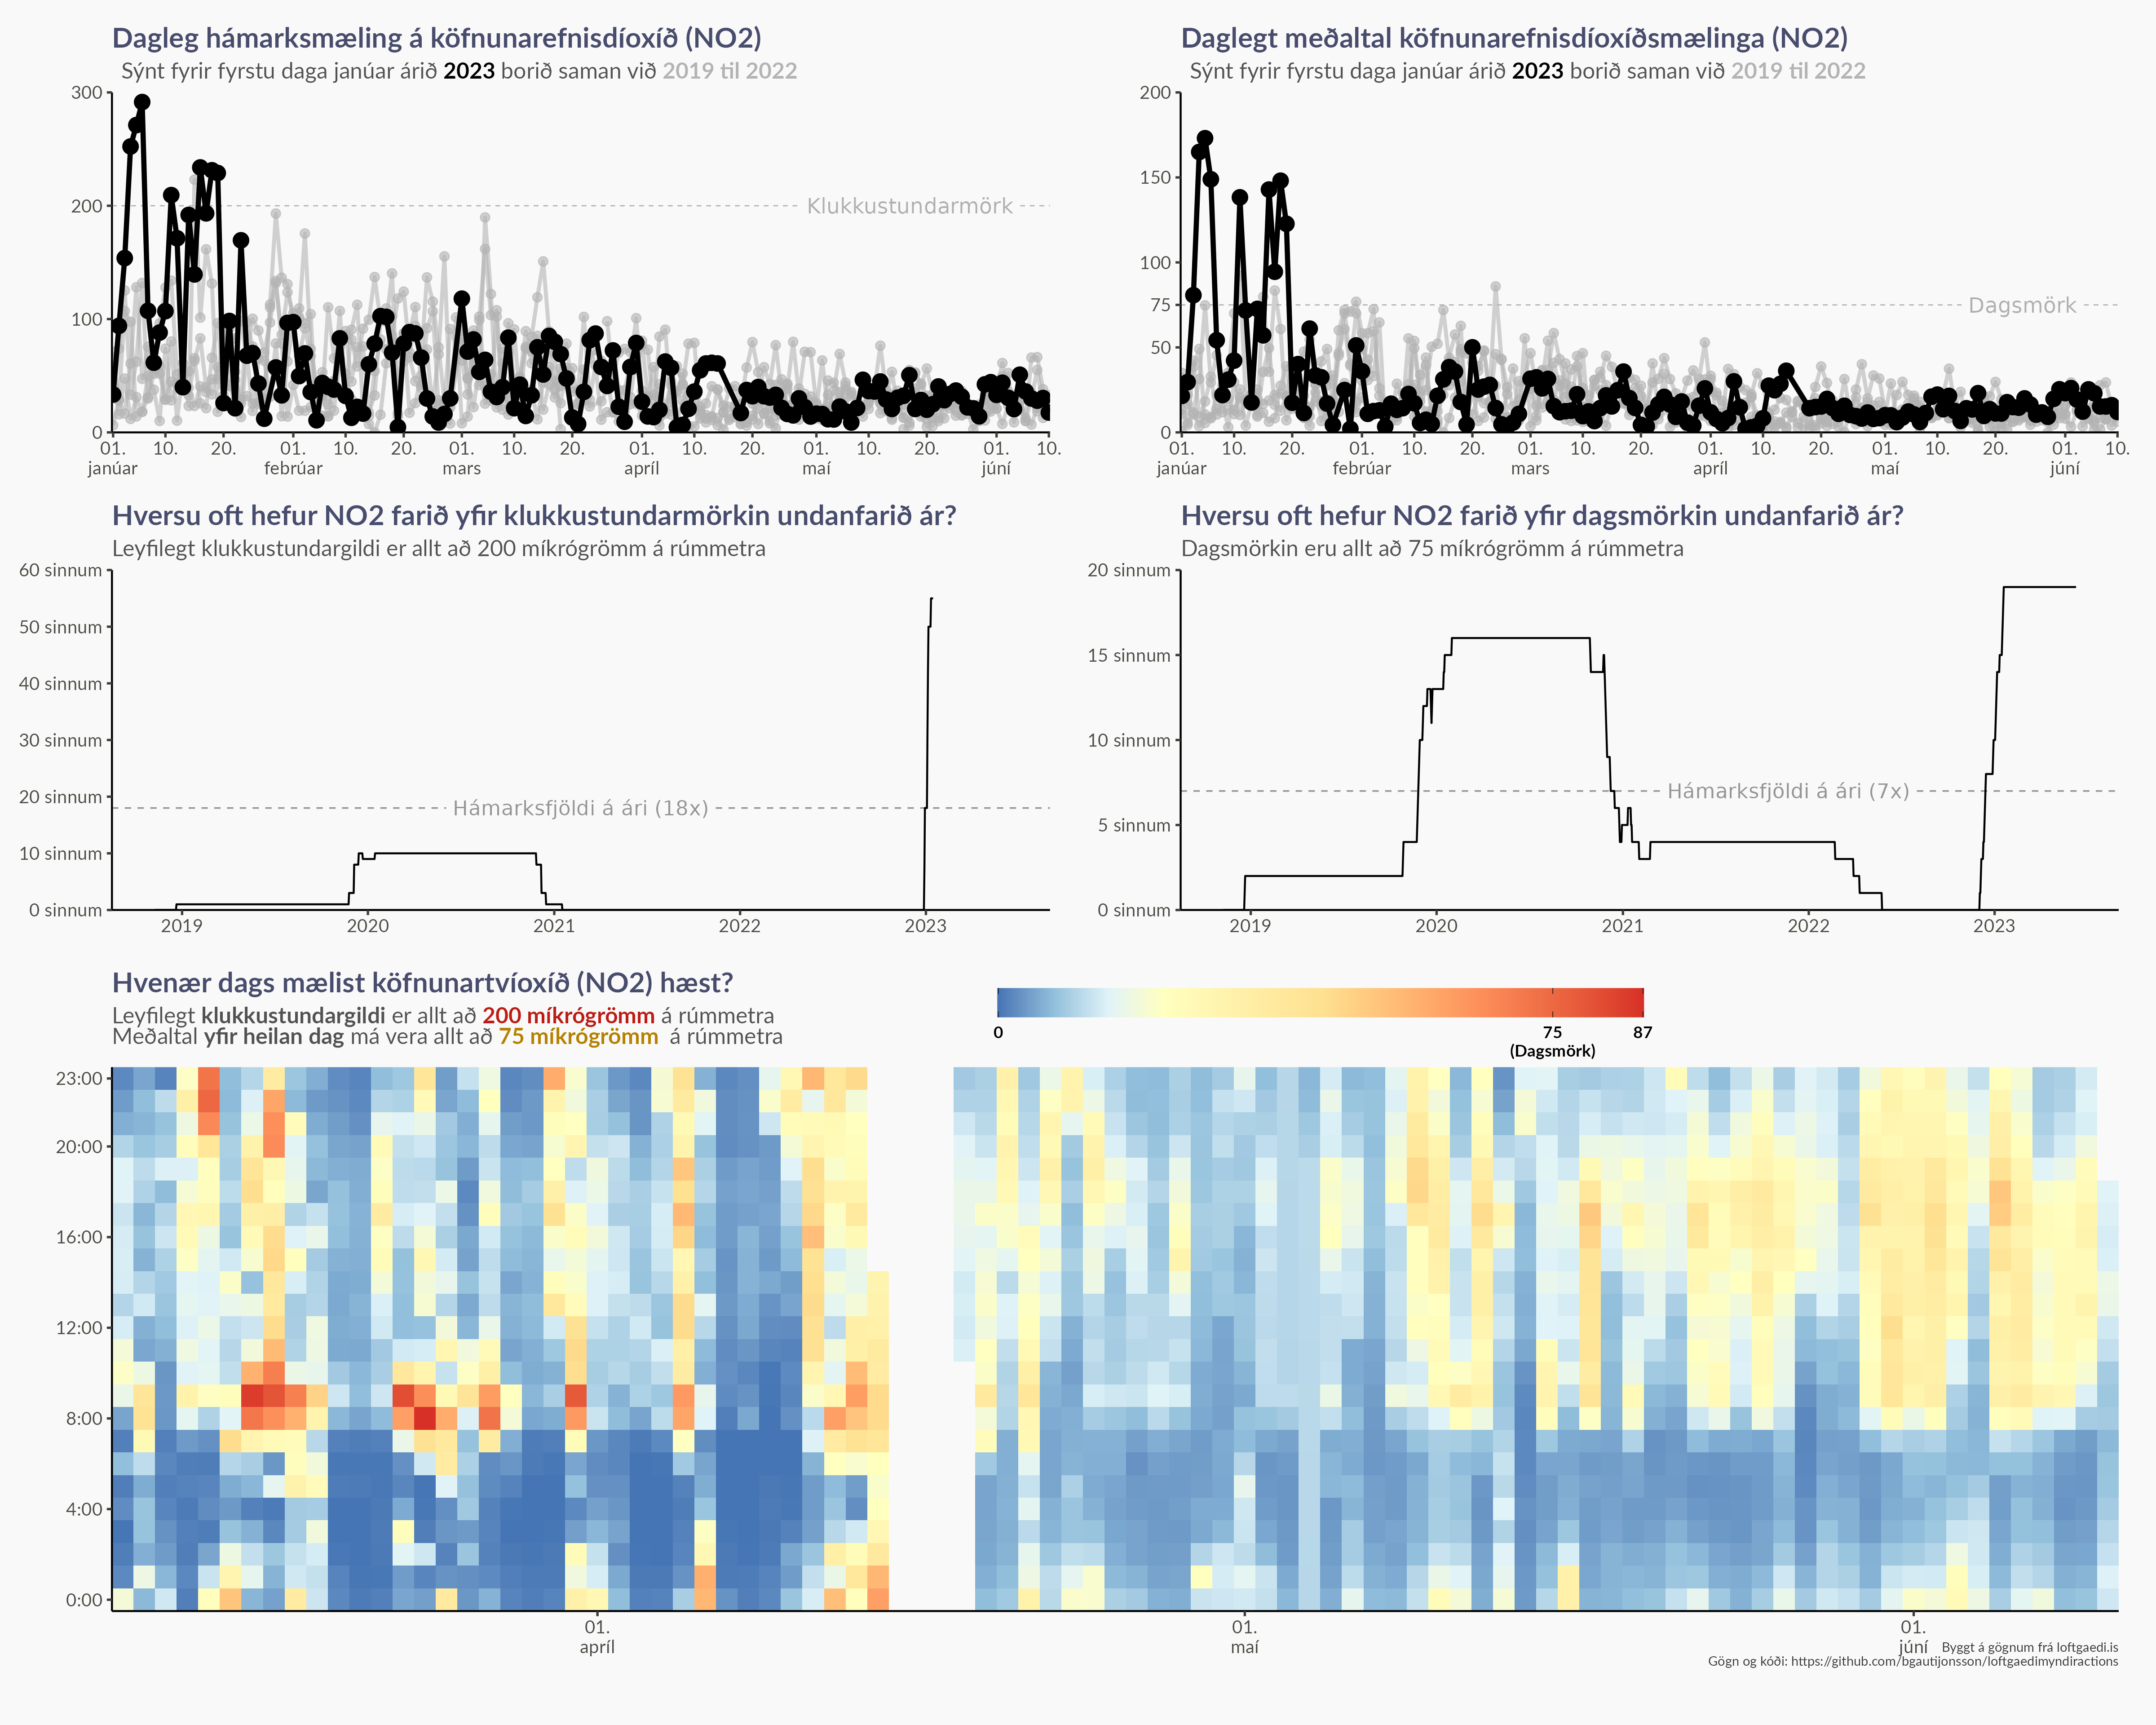 Dagleg hámarksmæling á köfnunarefnisdíoxíð (NO2)
Sýnt fyrir fyrstu daga janúar árið 2023 borið saman við 2019 til 2022
300
200
100
0
Klukkustundarmörk
01. 10. 20. 01. 10. 20. 01. 10. 20. 01. 10. 20. 01. 10. 20. 01. 10.
janúar febrúar mars apríl maí júní
Daglegt meðaltal köfnunarefnisdíoxíðsmælinga (NO2)
Sýnt fyrir fyrstu daga janúar árið 2023 borið saman við 2019 til 2022
200
150
100
75
50
0
Dagsmörk
01. 10. 20. 01. 10. 20. 01. 10. 20. 01. 10. 20. 01. 10. 20. 01. 10.
janúar febrúar mars apríl maí júní
Hversu oft hefur NO2 farið yfir klukkustundarmörkin undanfarið ár?
Leyfilegt klukkustundargildi er allt að 200 míkrógrömm á rúmmetra
60 sinnum
50 sinnum
40 sinnum
30 sinnum
20 sinnum
Hámarksfjöldi á ári (18x)
10 sinnum
0 sinnum
2019 2020 2021 2022 2023
Hversu oft hefur NO2 farið yfir dagsmörkin undanfarið ár?
Dagsmörkin eru allt að 75 míkrógrömm á rúmmetra
20 sinnum
15 sinnum
10 sinnum
Hámarksfjöldi á ári (7x)
5 sinnum
0 sinnum
2019 2020 2021 2022 2023
Hvenær dags mælist köfnunartvíoxíð (NO2) hæst?
Leyfilegt klukkustundargildi er allt að 200 míkrógrömm á rúmmetra
Meðaltal yfir heilan dag má vera allt að 75 míkrógrömm á rúmmetra
0 75 87
(Dagsmörk)
23:00
20:00
16:00
12:00
8:00
4:00
0:00
01. 01. 01.
apríl maí júní
Byggt á gögnum frá loftgaedi.is
Gögn og kóði: https://github.com/bgautijonsson/loftgaedimyndiractions